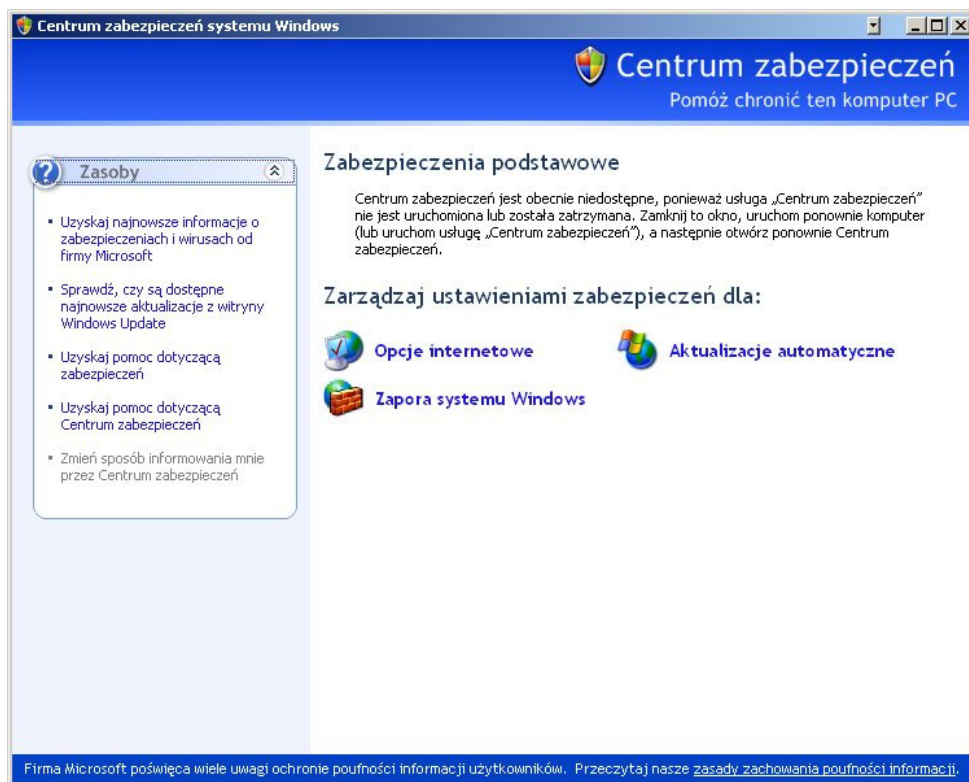 Centrum zabezpieczeń systemu Windows
Centrum zabezpieczeń
Pomóż chronić ten komputer PC
Zasoby
Uzyskaj najnowsze informacje o
zabezpieczeniach i wirusach od
firmy Microsoft
Sprawdź, czy są dostępne
najnowsze aktualizacje z witryny
Windows Update
Uzyskaj pomoc dotyczącą
zabezpieczeń
Uzyskaj pomoc dotyczącą
Centrum zabezpieczeń
Zmień sposób informowania mnie
przez Centrum zabezpieczeń
Zabezpieczenia podstawowe
Centrum zabezpieczeń jest obecnie niedostępne, ponieważ usługa „Centrum zabezpieczeń”
nie jest uruchomiona lub została zatrzymana. Zamknij to okno, uruchom ponownie komputer
(lub uruchom usługę „Centrum zabezpieczeń”), a następnie otwórz ponownie Centrum
zabezpieczeń.
Zarządzaj ustawieniami zabezpieczeń dla:
Opcje internetowe
Aktualizacje automatyczne
Zapora systemu Windows
Firma Microsoft poświęca wiele uwagi ochronie poufności informacji użytkowników. Przeczytaj nasze zasady zachowania poufności informacji.